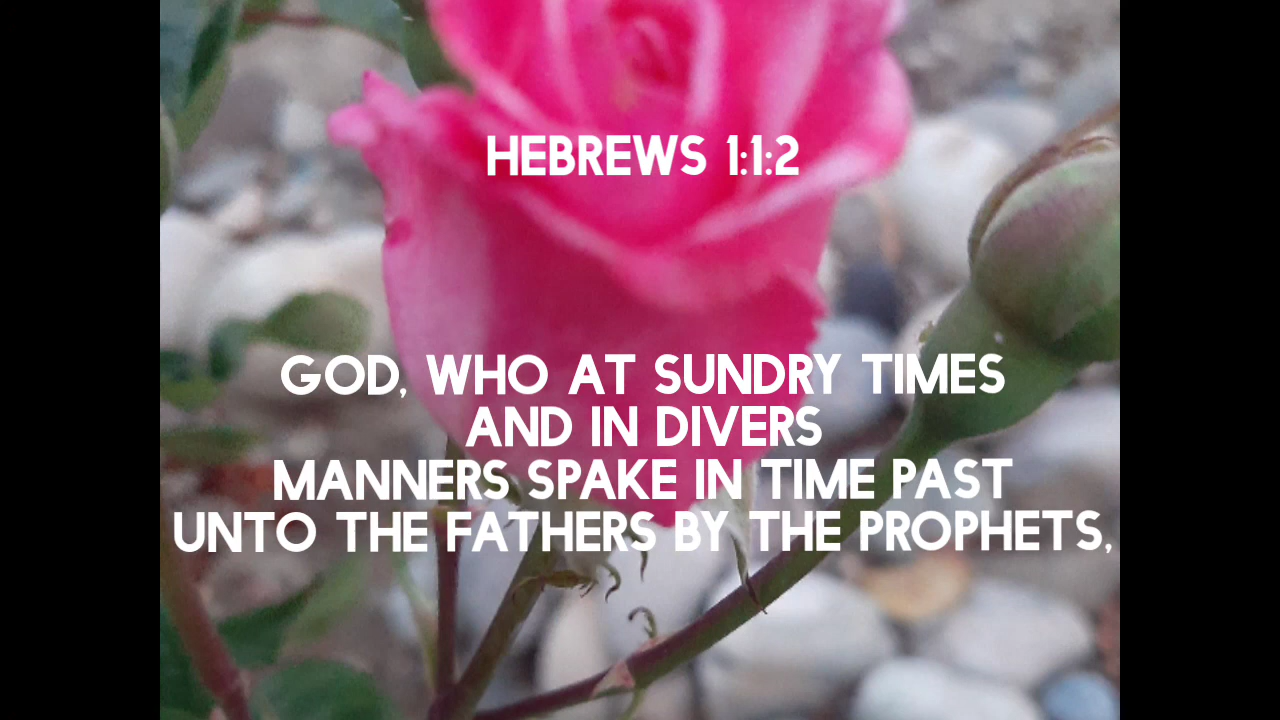 HEBREWS 1:1:2
GOD, WHO AT SUNDRY TIMES
AND IN DIVERS
MANNERS SPAKE IN TIME PAST
UNTO THE FATHERS BY THE PROPHETS,